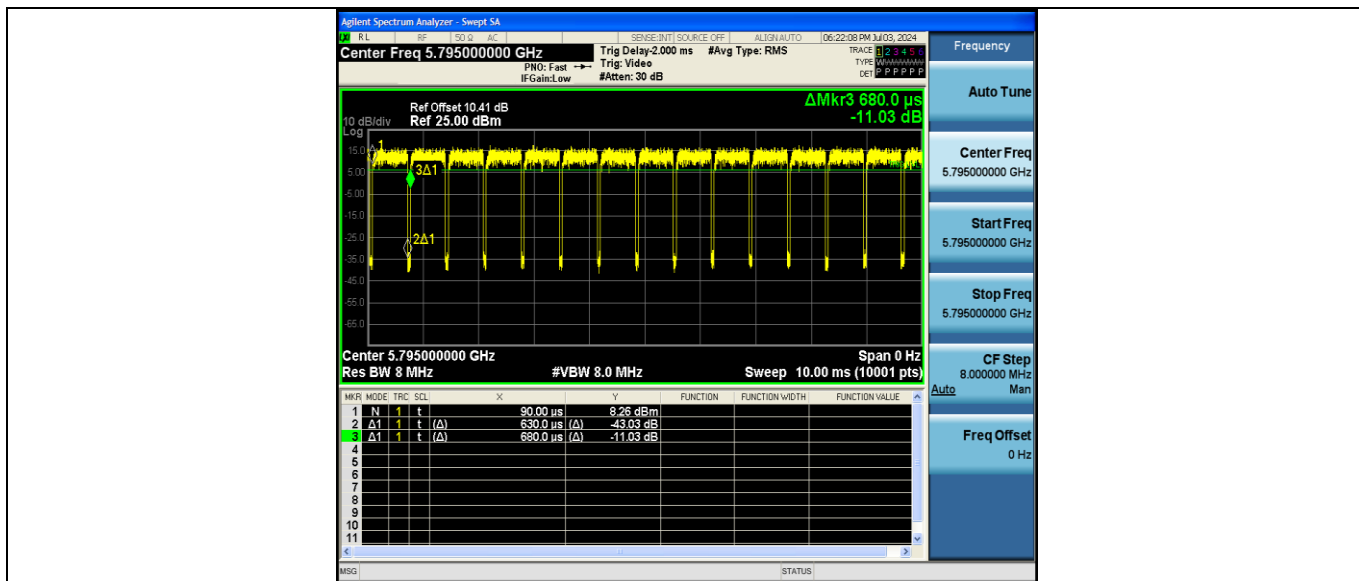 Agilent Spectrum Analyzer - Swept SA
LXI RL RF 50 Ω AC SENSE:INT SOURCE OFF ALIGN AUTO 06:22:08 PM Jul 03, 2024
Center Freq 5.795000000 GHz
Trig Delay-2.000 ms #Avg Type: RMS
TRACE 1 2 3 4 5 6
PNO: Fast Trig: Video
TYPE WWWWWW
IFGain:Low #Atten: 30 dB
DET P P P P P P
ΔMkr3 680.0 µs
-11.03 dB
Ref Offset 10.41 dB
10 dB/div Ref 25.00 dBm
Log
15.0
5.00
-5.00
-15.0
-25.0
-35.0
-45.0
-55.0
-65.0
1
3Δ1
2Δ1
Center 5.795000000 GHz Span 0 Hz
Res BW 8 MHz #VBW 8.0 MHz Sweep 10.00 ms (10001 pts)
MKR MODE TRC SCL X Y FUNCTION FUNCTION WIDTH FUNCTION VALUE
1 N 1 t 90.00 µs 8.26 dBm
2 Δ1 1 t (Δ) 630.0 µs (Δ) -43.03 dB
3 Δ1 1 t (Δ) 680.0 µs (Δ) -11.03 dB
4
5
6
7
8
9
10
11
MSG STATUS
Frequency
Auto Tune
Center Freq
5.795000000 GHz
Start Freq
5.795000000 GHz
Stop Freq
5.795000000 GHz
CF Step
8.000000 MHz
Auto Man
Freq Offset
0 Hz